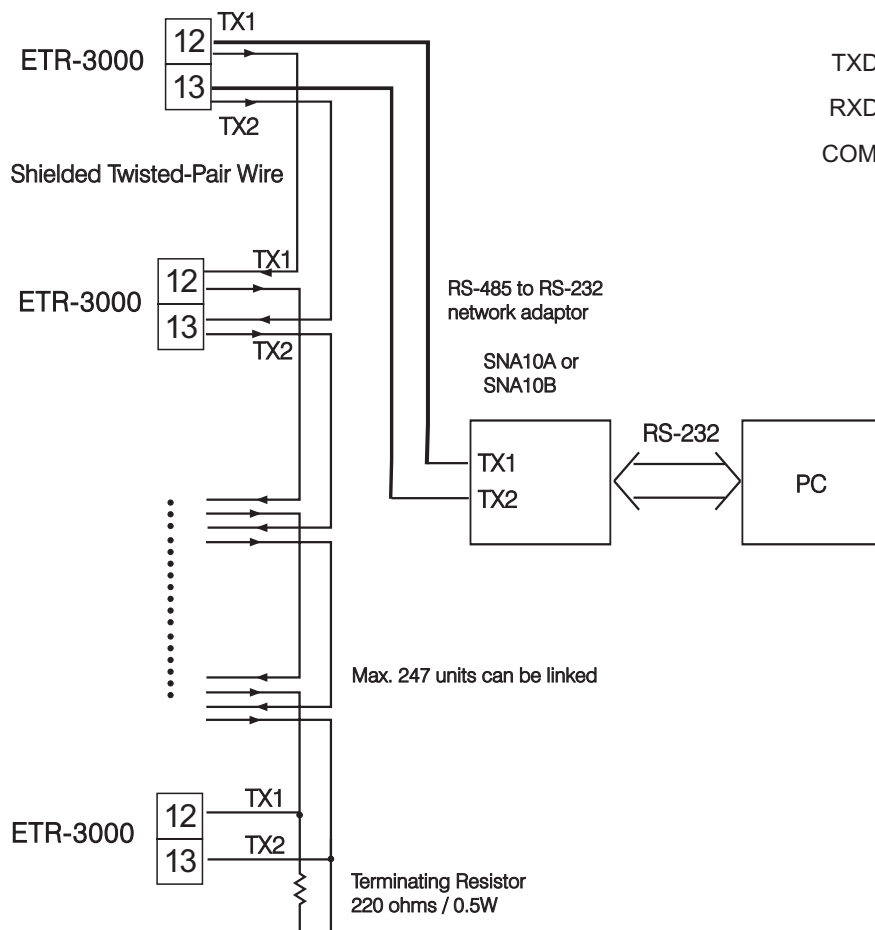 TX1
12
ETR-3000
13
TX2
TXD
RXD
COM
Shielded Twisted-Pair Wire
TX1
12
ETR-3000
13
TX2
RS-485 to RS-232
network adaptor
SNA10A or
SNA10B
RS-232
TX1
TX2
PC
Max. 247 units can be linked
TX1
12
ETR-3000
TX2
13
Terminating Resistor
220 ohms / 0.5W